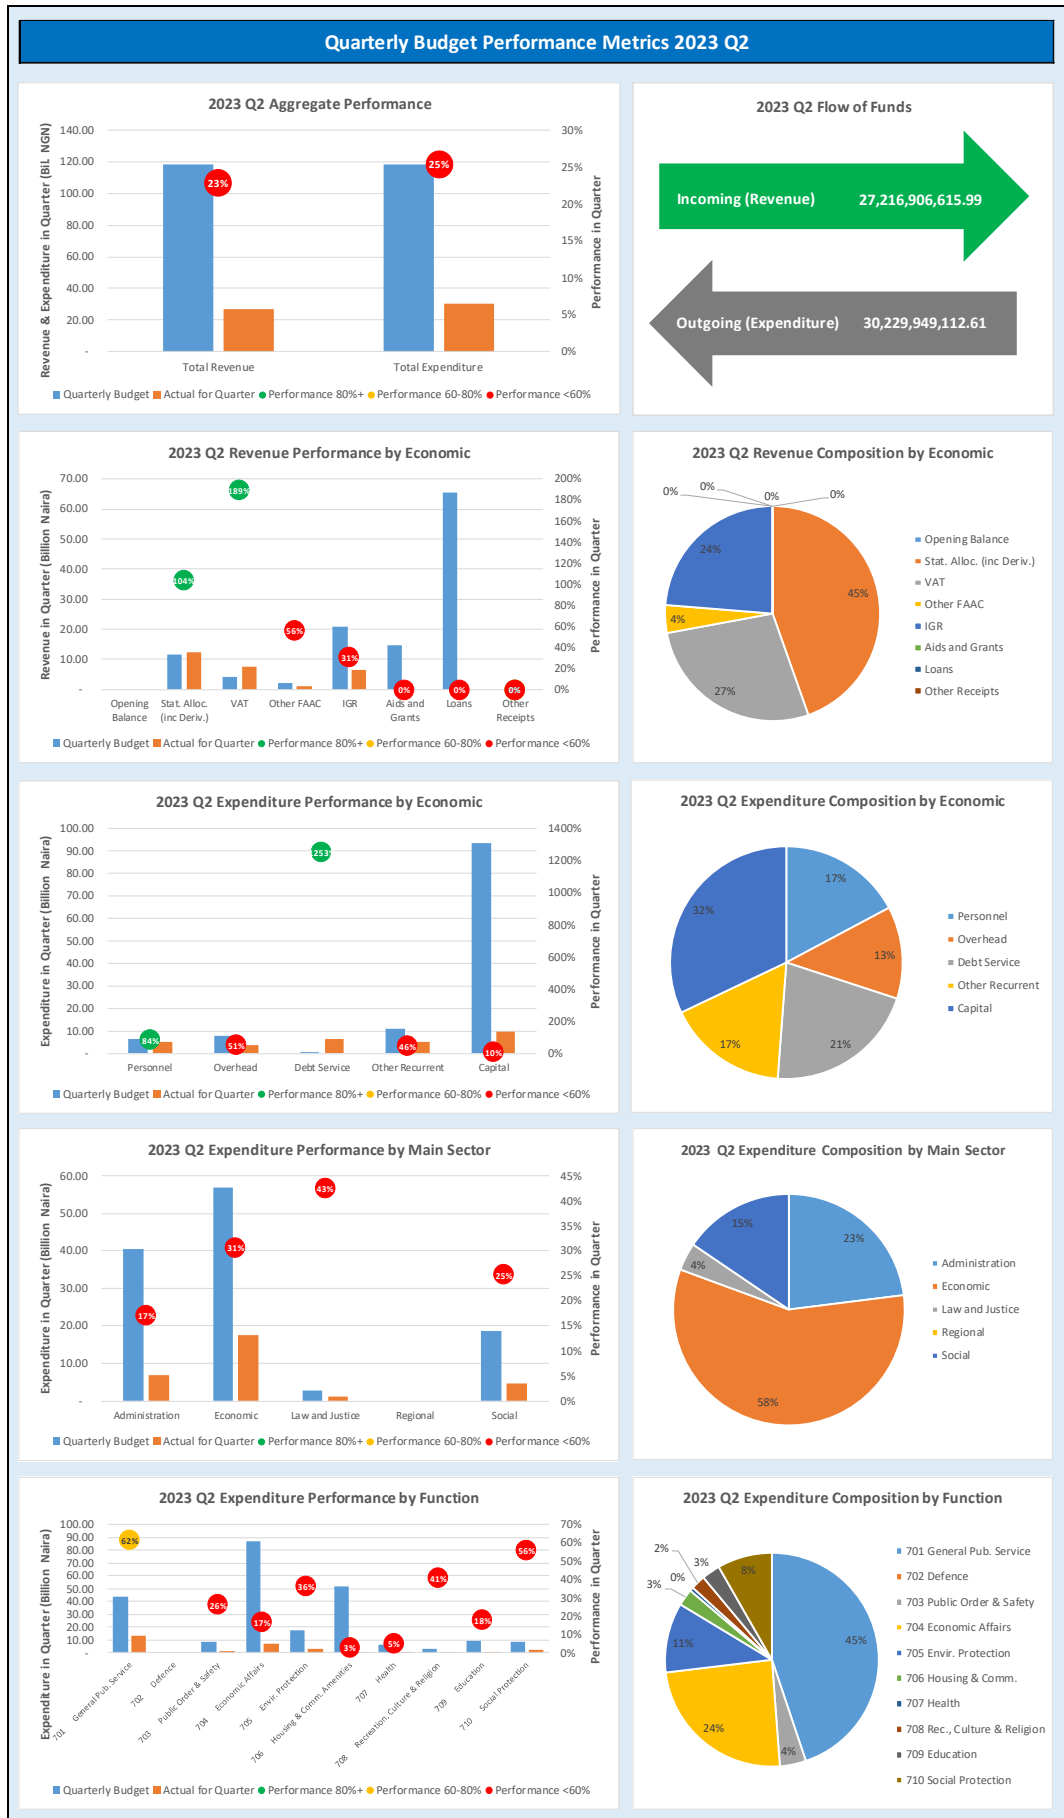 Quarterly Budget Performance Metrics 2023 Q2
2023 Q2 Aggregate Performance
Revenue & Expenditure in Quarter (Bil. NGN)
140.00
120.00
100.00
80.00
60.00
40.00
20.00
-
23%
25%
30%
25%
20%
15%
10%
5%
0%
Performance in Quarter
Total Revenue
Total Expenditure
Quarterly Budget Actual for Quarter Performance 80%+ Performance 60-80% Performance <60%
2023 Q2 Flow of Funds
Incoming (Revenue) 27,216,906,615.99
Outgoing (Expenditure) 30,229,949,112.61
2023 Q2 Revenue Performance by Economic
Revenue in Quarter (Billion Naira)
70.00
60.00
50.00
40.00
30.00
20.00
10.00
-
104%
189%
56%
31%
0%
0%
0%
200%
180%
160%
140%
120%
100%
80%
60%
40%
20%
0%
Performance in Quarter
Opening Balance
Stat. Alloc. (inc Deriv.)
VAT
Other FAAC
IGR
Aids and Grants
Loans
Other Receipts
Quarterly Budget Actual for Quarter Performance 80%+ Performance 60-80% Performance <60%
2023 Q2 Revenue Composition by Economic
0%
0%
0%
0%
24%
45%
4%
27%
Opening Balance
Stat. Alloc. (inc Deriv.)
VAT
Other FAAC
IGR
Aids and Grants
Loans
Other Receipts
2023 Q2 Expenditure Performance by Economic
Expenditure in Quarter (Billion Naira)
100.00
90.00
80.00
70.00
60.00
50.00
40.00
30.00
20.00
10.00
-
84%
51%
1253%
46%
10%
1400%
1200%
1000%
800%
600%
400%
200%
0%
Performance in Quarter
Personnel
Overhead
Debt Service
Other Recurrent
Capital
Quarterly Budget Actual for Quarter Performance 80%+ Performance 60-80% Performance <60%
2023 Q2 Expenditure Composition by Economic
17%
32%
13%
17%
21%
Personnel
Overhead
Debt Service
Other Recurrent
Capital
2023 Q2 Expenditure Performance by Main Sector
Expenditure in Quarter (Billion Naira)
60.00
50.00
40.00
30.00
20.00
10.00
-
17%
31%
43%
25%
45%
40%
35%
30%
25%
20%
15%
10%
5%
0%
Performance in Quarter
Administration
Economic
Law and Justice
Regional
Social
Quarterly Budget Actual for Quarter Performance 80%+ Performance 60-80% Performance <60%
2023 Q2 Expenditure Composition by Main Sector
15%
23%
4%
58%
Administration
Economic
Law and Justice
Regional
Social
2023 Q2 Expenditure Performance by Function
Expenditure in Quarter (Billion Naira)
100.00
90.00
80.00
70.00
60.00
50.00
40.00
30.00
20.00
10.00
-
62%
26%
17%
36%
3%
5%
41%
18%
56%
70%
60%
50%
40%
30%
20%
10%
0%
Performance in Quarter
701 General Pub. Service
702 Defence
703 Public Order & Safety
704 Economic Affairs
705 Envir. Protection
706 Housing & Comm. Amenities
707 Health
708 Recreation, Culture & Religion
709 Education
710 Social Protection
Quarterly Budget Actual for Quarter Performance 80%+ Performance 60-80% Performance <60%
2023 Q2 Expenditure Composition by Function
2%
3%
8%
0%
3%
11%
45%
24%
4%
701 General Pub. Service
702 Defence
703 Public Order & Safety
704 Economic Affairs
705 Envir. Protection
706 Housing & Comm.
707 Health
708 Rec., Culture & Religion
709 Education
710 Social Protection